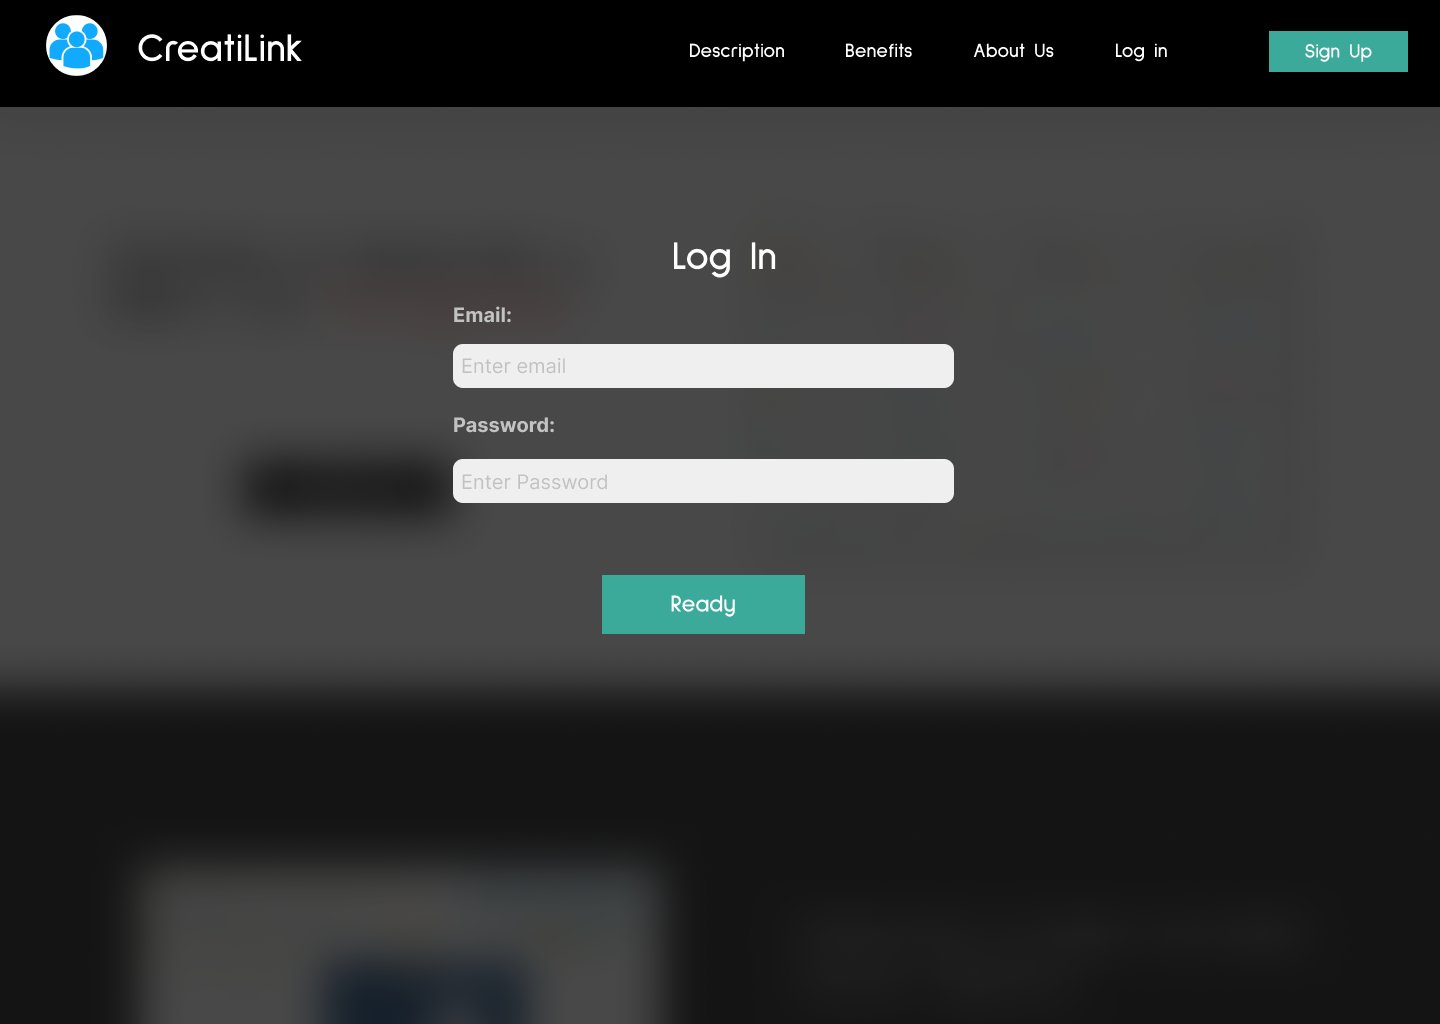 CreatiLink
Description
Benefits
About Us
Log in
Sign Up
Log In
Email:
Enter email
Password:
Enter Password
Ready